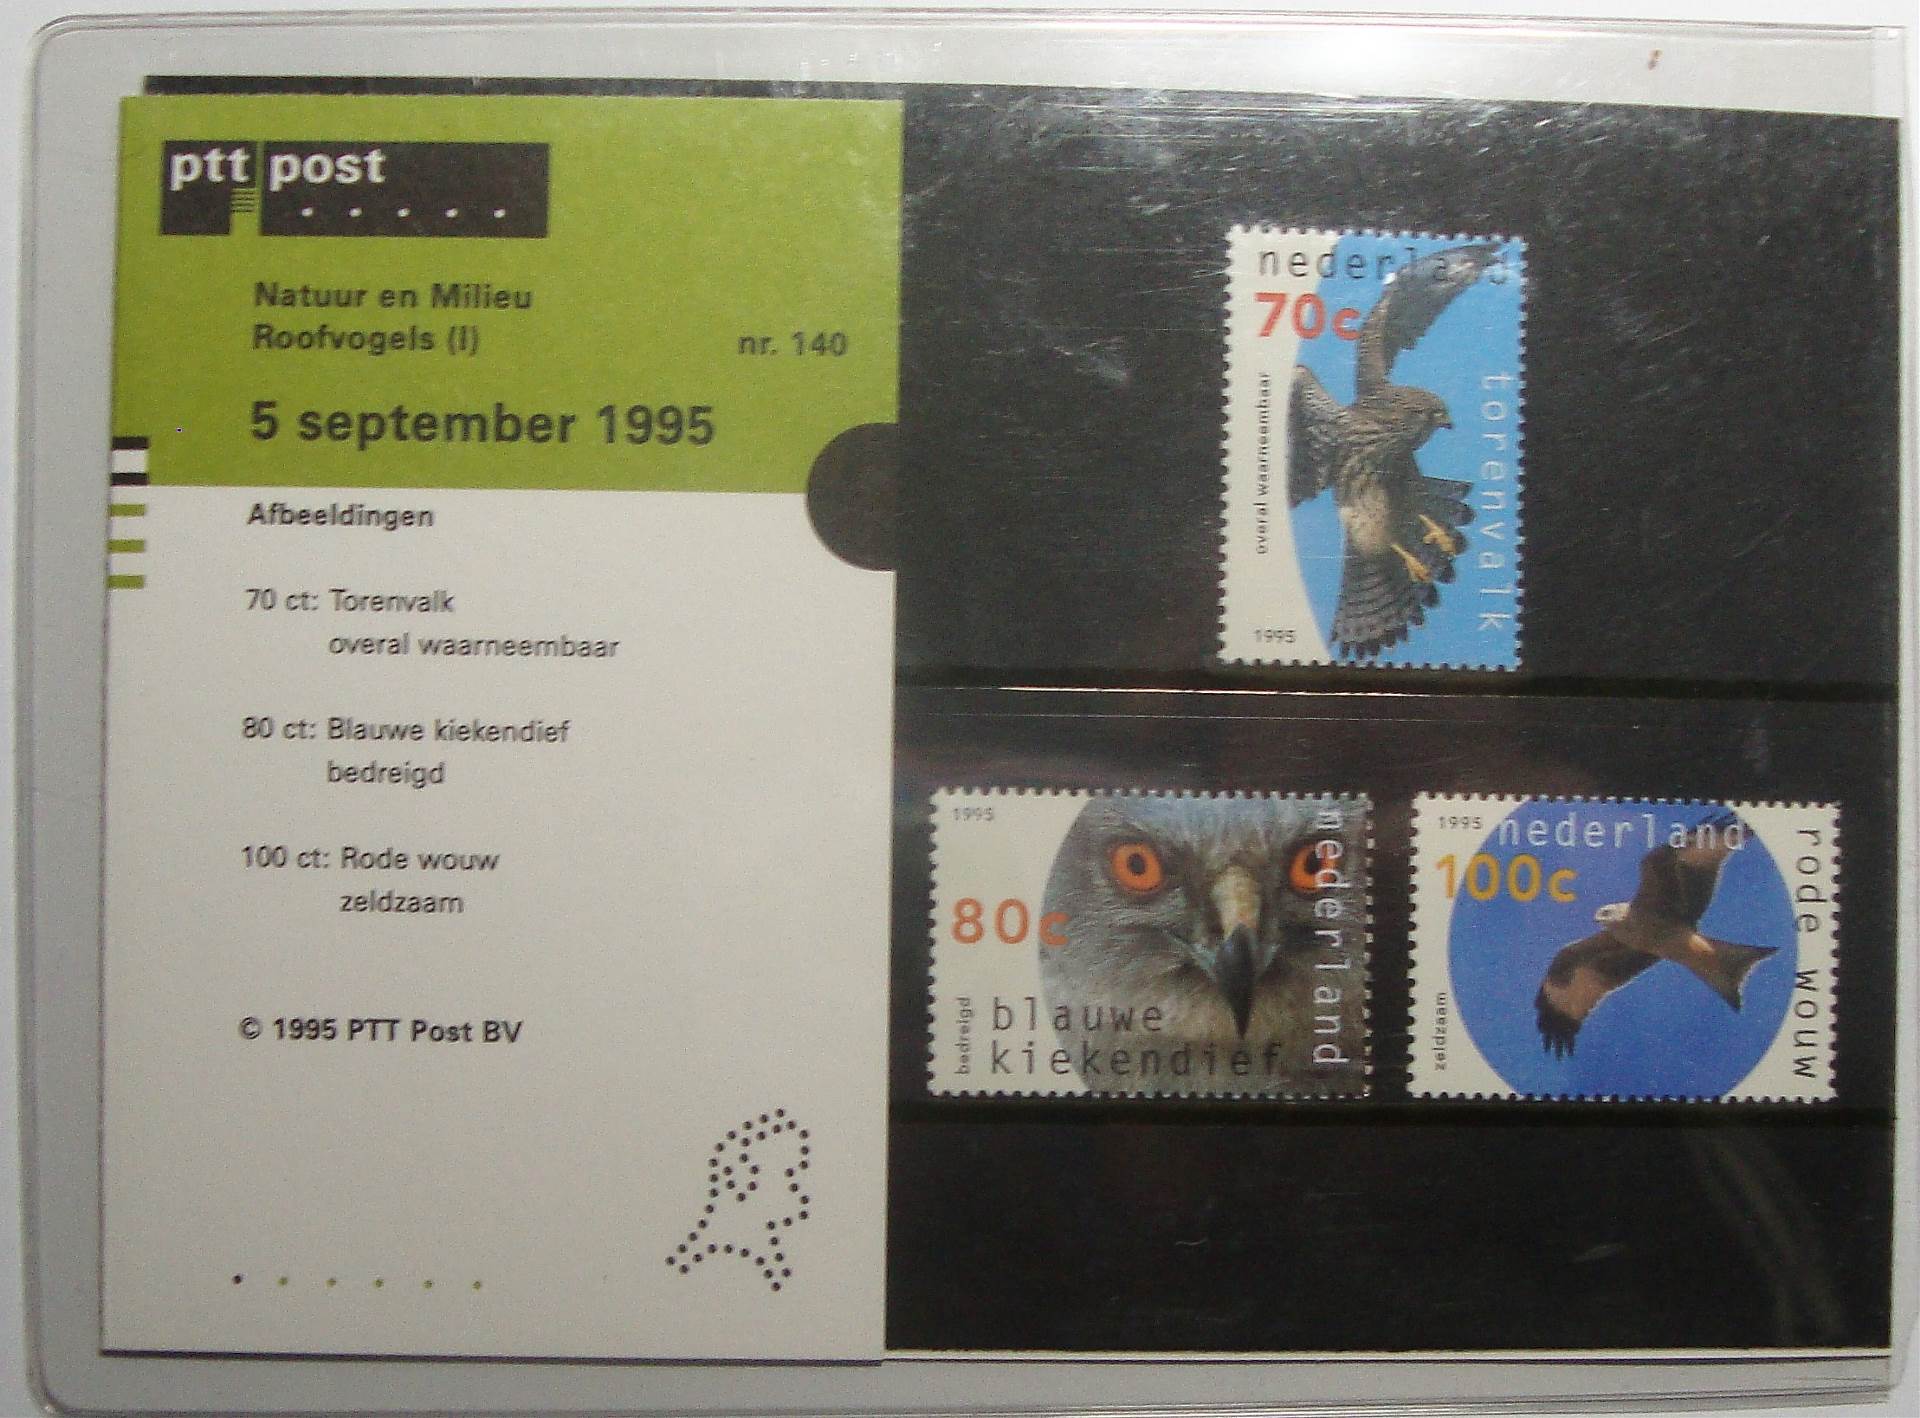 ptt post
Natuur en Milieu
Roofvogels (I)
nr. 140
5 september 1995
Afbeeldingen
70 ct: Torenvalk
overal waarneembaar
80 ct: Blauwe kiekendief
bedreigd
100 ct: Rode wouw
zeldzaam
© 1995 PTT Post BV
nederland
70c
overal waarneembaar
torenvalk
1995
1995
nederland
80c
bedreigd
blauwe
kiekendief
1995
nederland
100c
zeldzaam
rode wouw